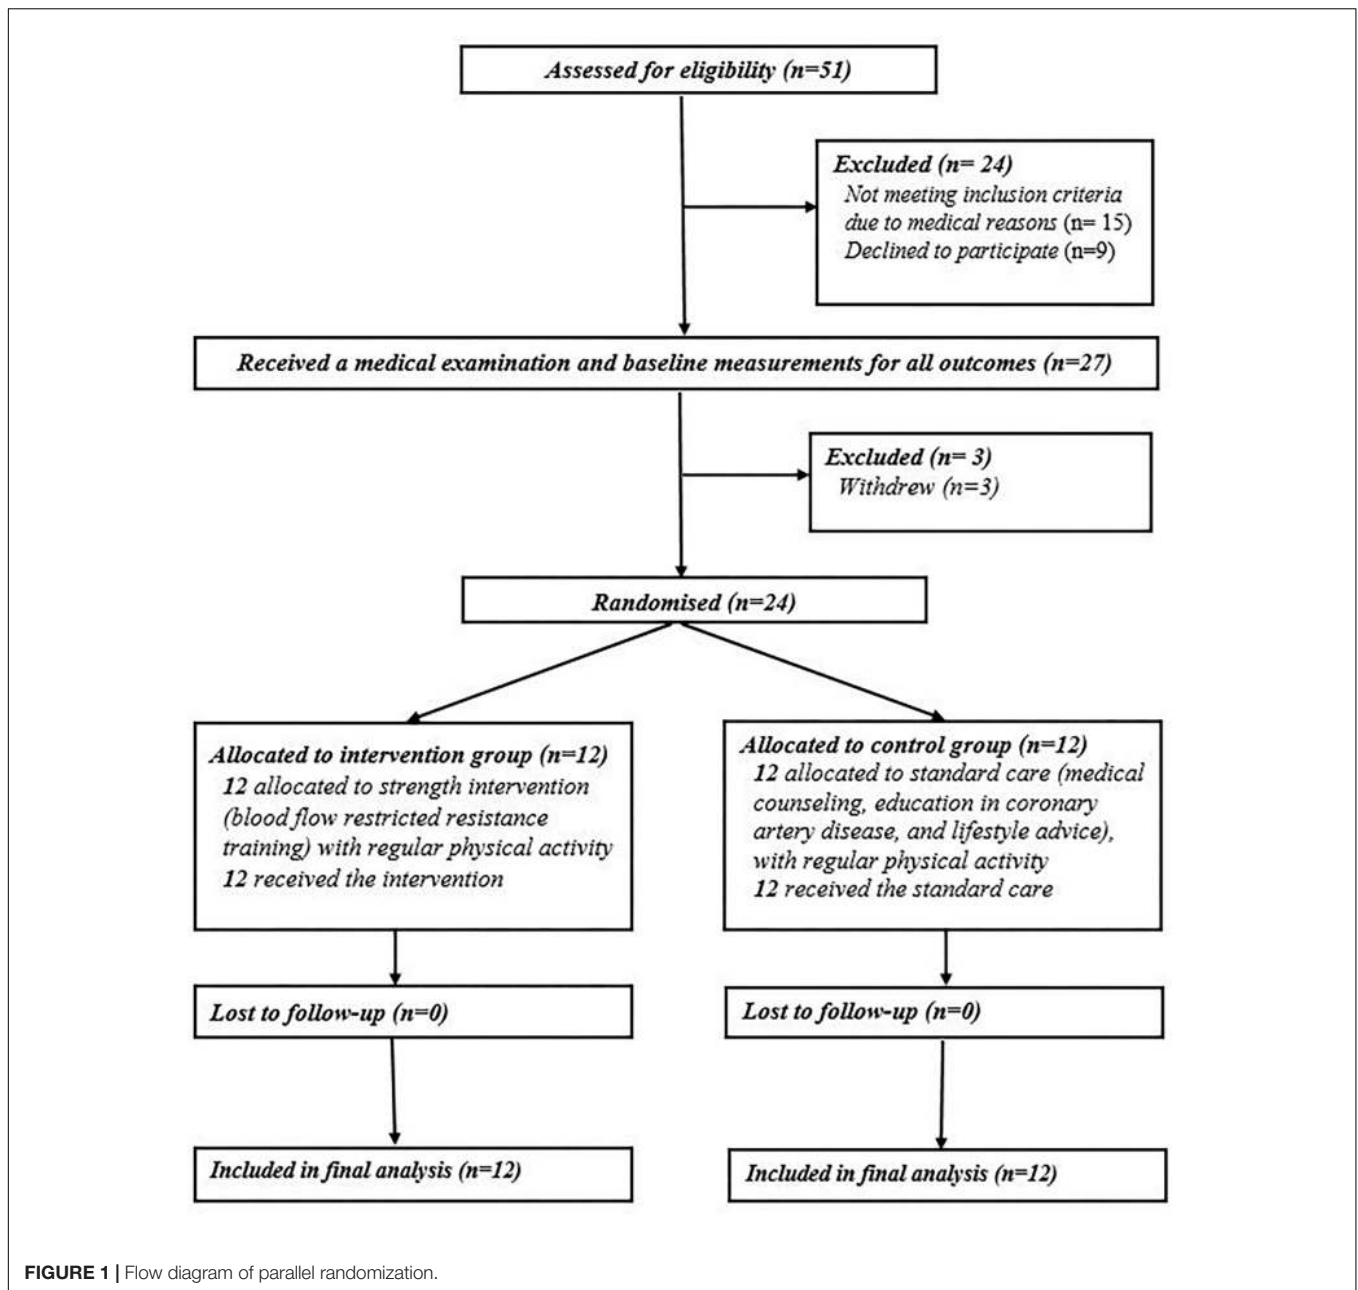 Assessed for eligibility (n=51)
Excluded (n= 24)
Not meeting inclusion criteria
due to medical reasons (n= 15)
Declined to participate (n=9)
Received a medical examination and baseline measurements for all outcomes (n=27)
Excluded (n= 3)
Withdrew (n=3)
Randomised (n=24)
Allocated to intervention group (n=12)
12 allocated to strength intervention
(blood flow restricted resistance
training) with regular physical activity
12 received the intervention
Allocated to control group (n=12)
12 allocated to standard care (medical
counseling, education in coronary
artery disease, and lifestyle advice),
with regular physical activity
12 received the standard care
Lost to follow-up (n=0)
Lost to follow-up (n=0)
Included in final analysis (n=12)
Included in final analysis (n=12)
FIGURE 1 | Flow diagram of parallel randomization.